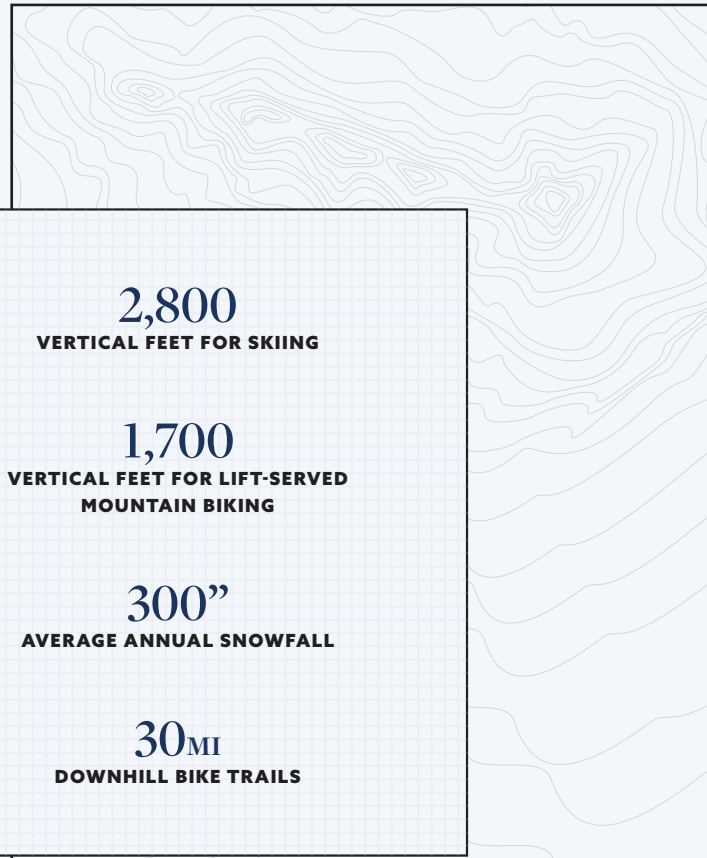 2,800
VERTICAL FEET FOR SKIING
1,700
VERTICAL FEET FOR LIFT-SERVED
MOUNTAIN BIKING
300”
AVERAGE ANNUAL SNOWFALL
30MI
DOWNHILL BIKE TRAILS